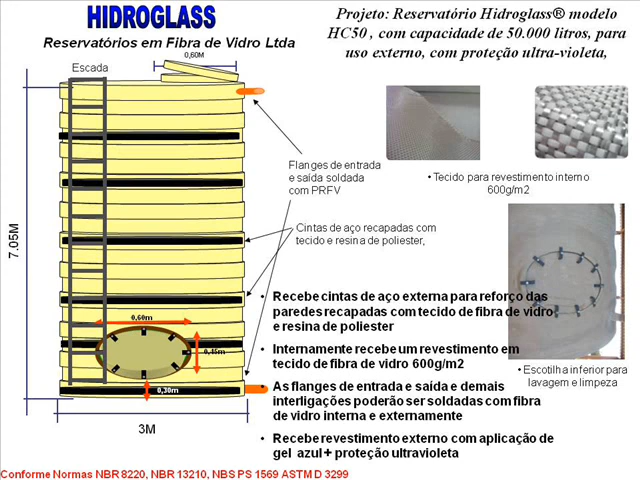 HIDROGLASS
Reservatórios em Fibra de Vidro Ltda
Projeto: Reservatório Hidroglass® modelo
HC50 , com capacidade de 50.000 litros, para
uso externo, com proteção ultra-violeta,
0,60M
Escada
Flanges de entrada
e saída soldada
com PRFV
Tecido para revestimento interno
600g/m2
Cintas de aço recapadas com
tecido e resina de poliester,
7.05M
• Recebe cintas de aço externa para reforço das
paredes recapadas com tecido de fibra de vidro
e resina de poliester
• Internamente recebe um revestimento em
tecido de fibra de vidro 600g/m2
• As flanges de entrada e saída e demais
interligações poderão ser soldadas com fibra
de vidro interna e externamente
• Recebe revestimento externo com aplicação de
gel azul + proteção ultravioleta
• Escotilha inferior para
lavagem e limpeza
0,60m
0,45m
0,30m
3M
Conforme Normas NBR 8220, NBR 13210, NBS PS 1569 ASTM D 3299